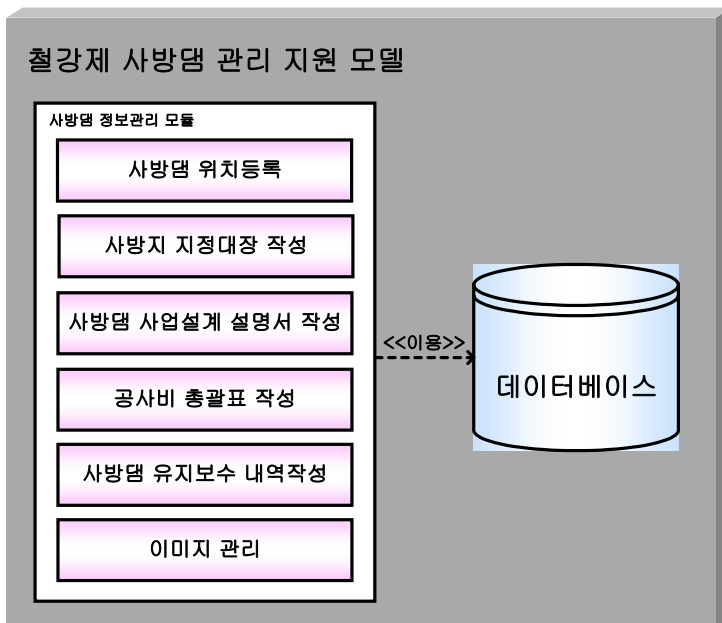 철강제 사방댐 관리 지원 모델
사방댐 정보관리 모듈
사방댐 위치등록
사방지 지정대장 작성
사방댐 사업설계 설명서 작성
<<이용>>
공사비 총괄표 작성
데이터베이스
사방댐 유지보수 내역작성
이미지 관리